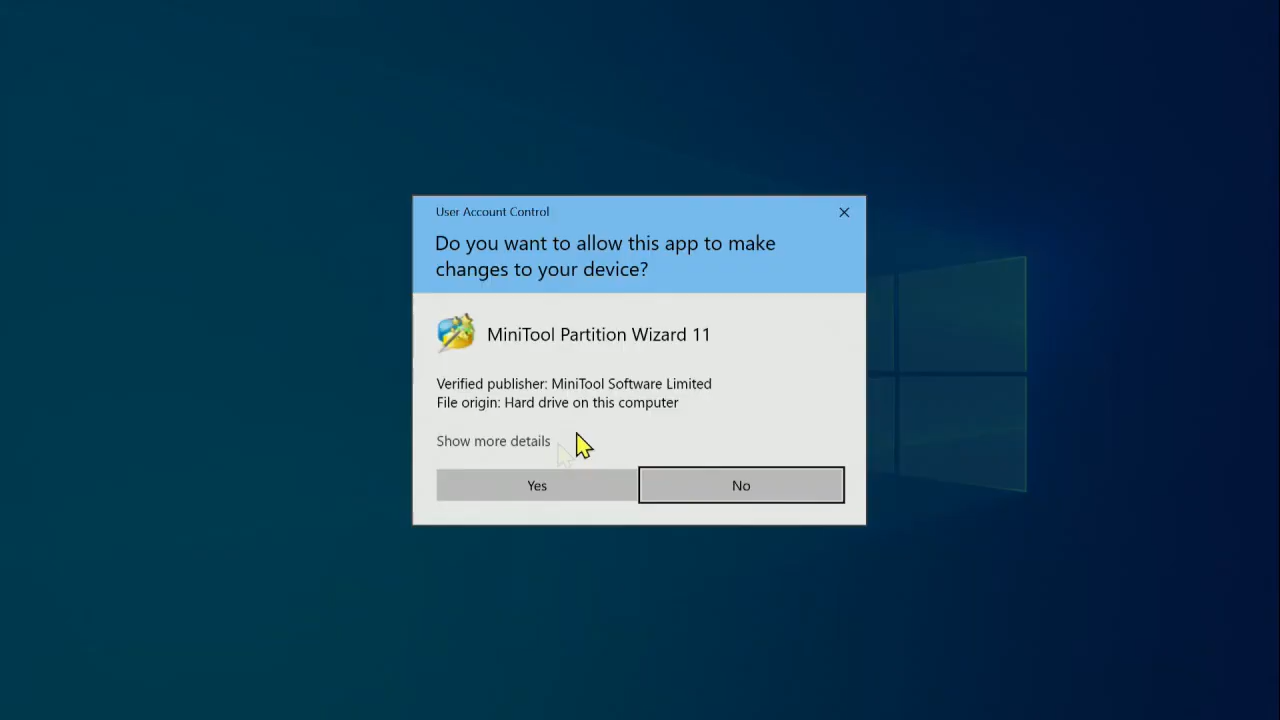 User Account Control
Do you want to allow this app to make
changes to your device?
MiniTool Partition Wizard 11
Verified publisher: MiniTool Software Limited
File origin: Hard drive on this computer
Show more details
Yes
No